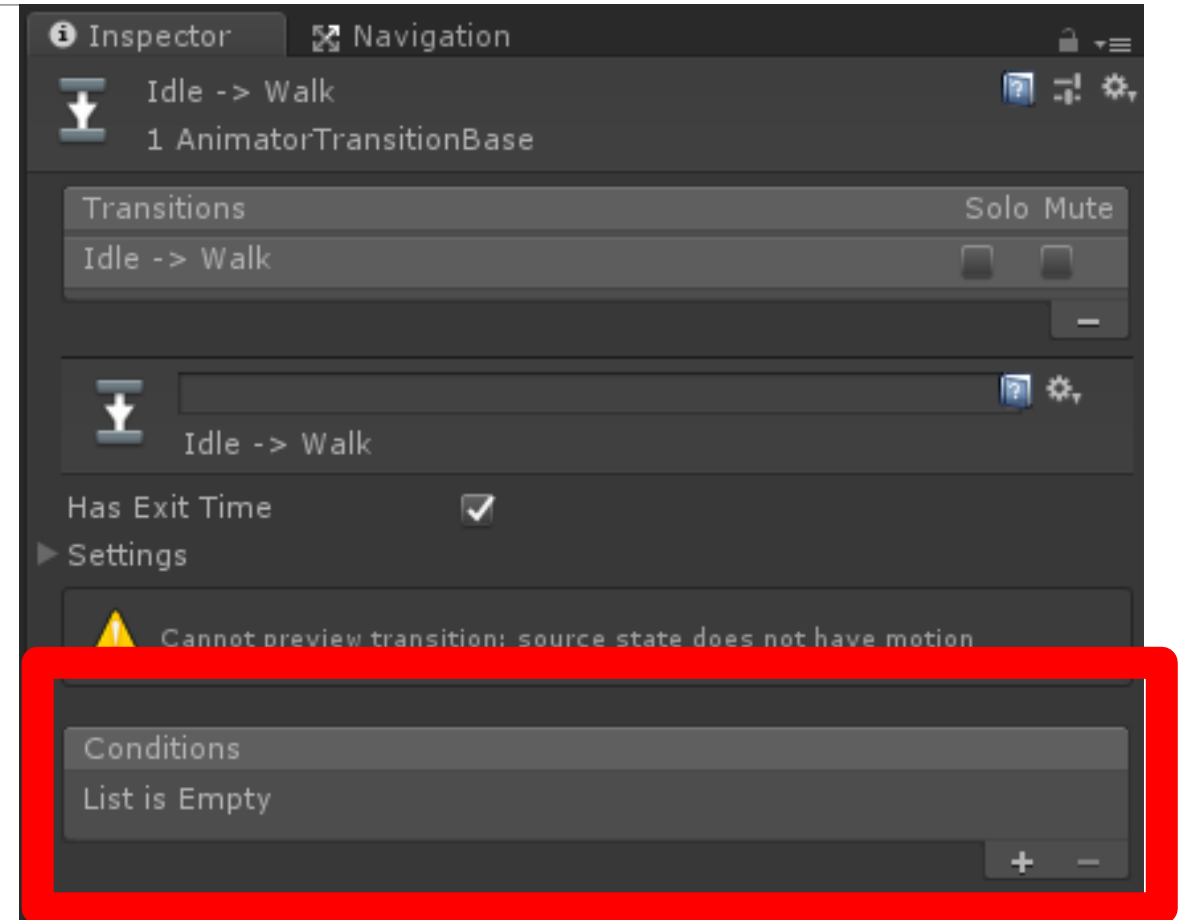 Inspector Navigation
Idle -> Walk
1 AnimatorTransitionBase
Transitions Solo Mute
Idle -> Walk
Idle -> Walk
Has Exit Time
Settings
Cannot preview transition: source state does not have motion
Conditions
List is Empty